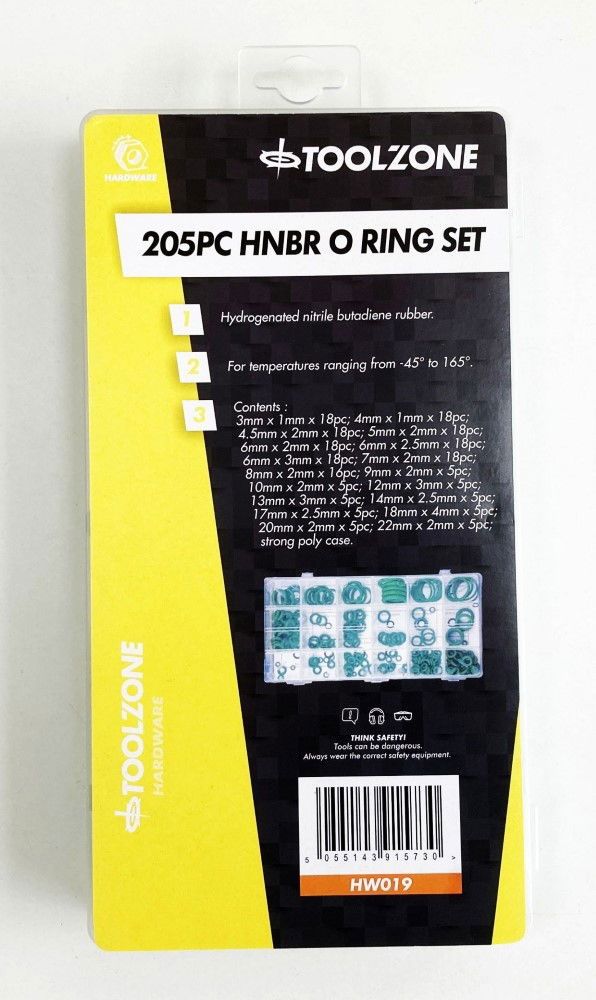 HARDWARE
TOOLZONE
205PC HNBR O RING SET
1 Hydrogenated nitrile butadiene rubber.
2 For temperatures ranging from -45° to 165°.
3 Contents :
3mm x 1mm x 18pc; 4mm x 1mm x 18pc;
4.5mm x 2mm x 18pc; 5mm x 2mm x 18pc;
6mm x 2mm x 18pc; 6mm x 2.5mm x 18pc;
6mm x 3mm x 18pc; 7mm x 2mm x 18pc;
8mm x 2mm x 16pc; 9mm x 2mm x 5pc;
10mm x 2mm x 5pc; 12mm x 3mm x 5pc;
13mm x 3mm x 5pc; 14mm x 2.5mm x 5pc;
17mm x 2.5mm x 5pc; 18mm x 4mm x 5pc;
20mm x 2mm x 5pc; 22mm x 2mm x 5pc;
strong poly case.
TOOLZONE
HARDWARE
THINK SAFETY!
Tools can be dangerous.
Always wear the correct safety equipment.
5 055143 915730 >
HW019